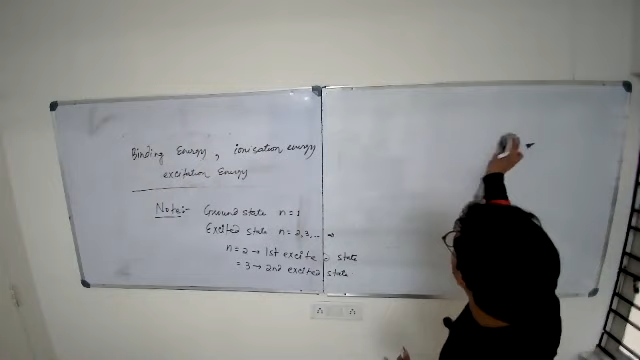 Binding Energy, ionisation energy
excitation Energy
Note:-  Ground state n=1
Excited state n=2,3,... ∞
n=2 → 1st excited state
=3 → 2nd excited state